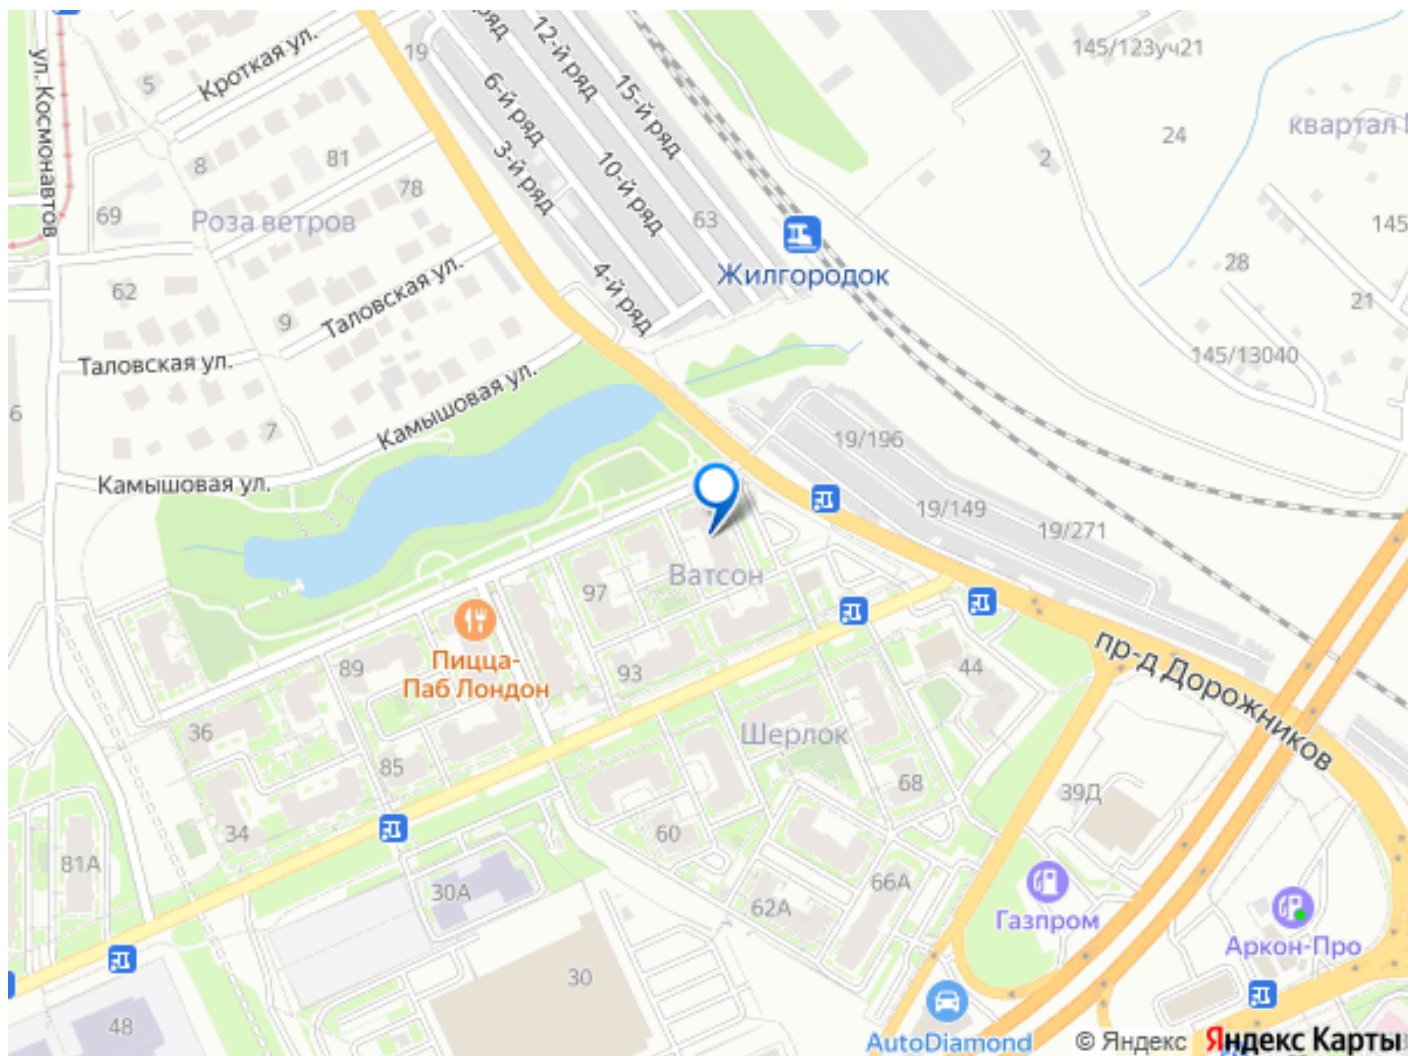 ул. Космонавтов
Кроткая ул.
19
12-й ряд
15-й ряд
6-й ряд
3-й ряд
10-й ряд
4-й ряд
63
145/123уч21
24
2
квартал
5
8
81
78
69
Роза ветров
62
9
Таловская ул.
Таловская ул.
Жилгородок
28
21
145/13040
7
Камышовая ул.
Камышовая ул.
19/196
19/149
19/271
Ватсон
97
93
89
Пицца-
Паб Лондон
44
пр-д Дорожников
36
85
34
Шерлок
68
60
39Д
81А
30А
66А
62А
Газпром
Аркон-Про
30
48
AutoDiamond
© Яндекс Яндекс Карты